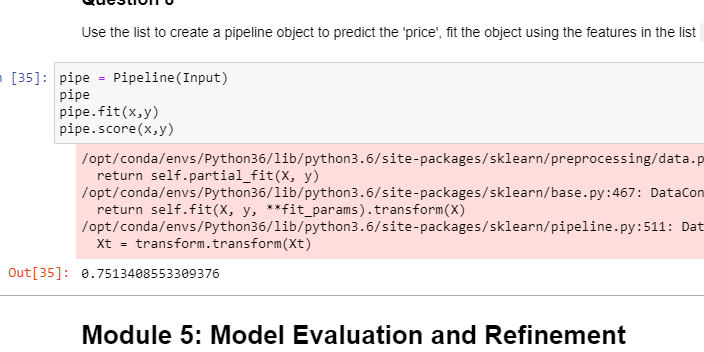 Question 8
Use the list to create a pipeline object to predict the 'price', fit the object using the features in the list
[35]:
pipe = Pipeline(Input)
pipe
pipe.fit(x,y)
pipe.score(x,y)
/opt/conda/envs/Python36/lib/python3.6/site-packages/sklearn/preprocessing/data.p
return self.partial_fit(X, y)
/opt/conda/envs/Python36/lib/python3.6/site-packages/sklearn/base.py:467: DataCon
return self.fit(X, y, **fit_params).transform(X)
/opt/conda/envs/Python36/lib/python3.6/site-packages/sklearn/pipeline.py:511: Dat
Xt = transform.transform(Xt)
Out[35]: 0.7513408553309376
Module 5: Model Evaluation and Refinement